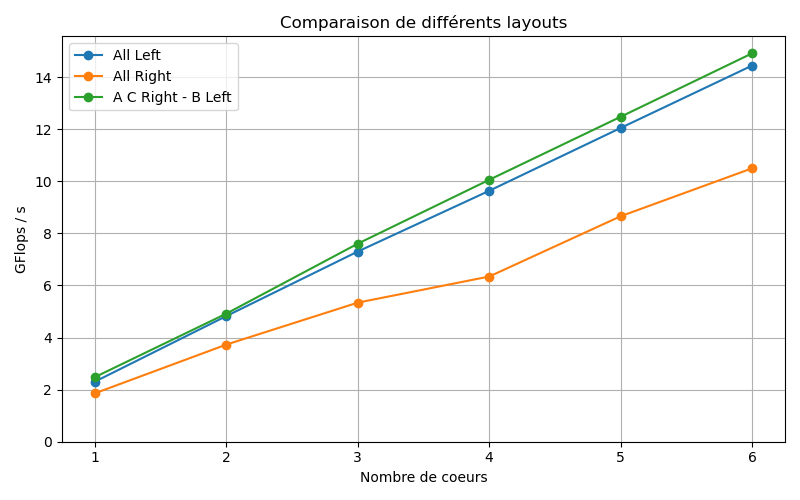 Comparaison de différents layouts
All Left
All Right
A C Right - B Left
GFlops / s
14
12
10
8
6
4
2
0
1 2 3 4 5 6
Nombre de coeurs